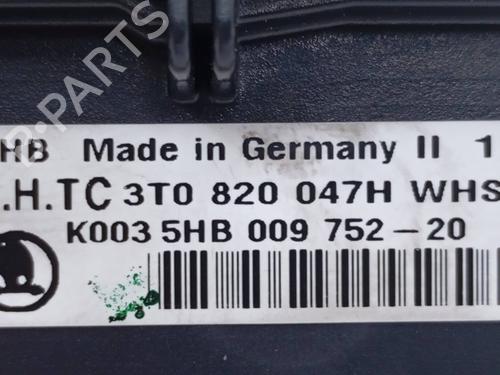 HB Made in Germany II 1
.H.TC 3T0 820 047H WHS
K003 5HB 009 752-20
B-PARTS